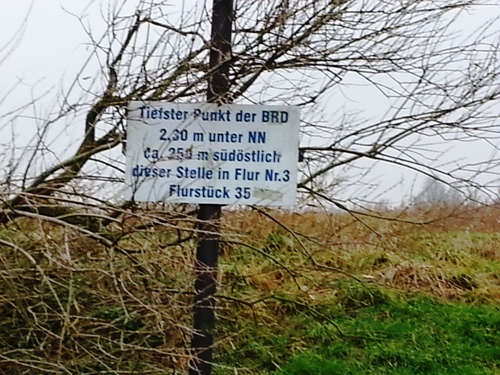 Tiefster Punkt der BRD
2,30 m unter NN
ca. 250 m südöstlich
dieser Stelle in Flur Nr.3
Flurstück 35